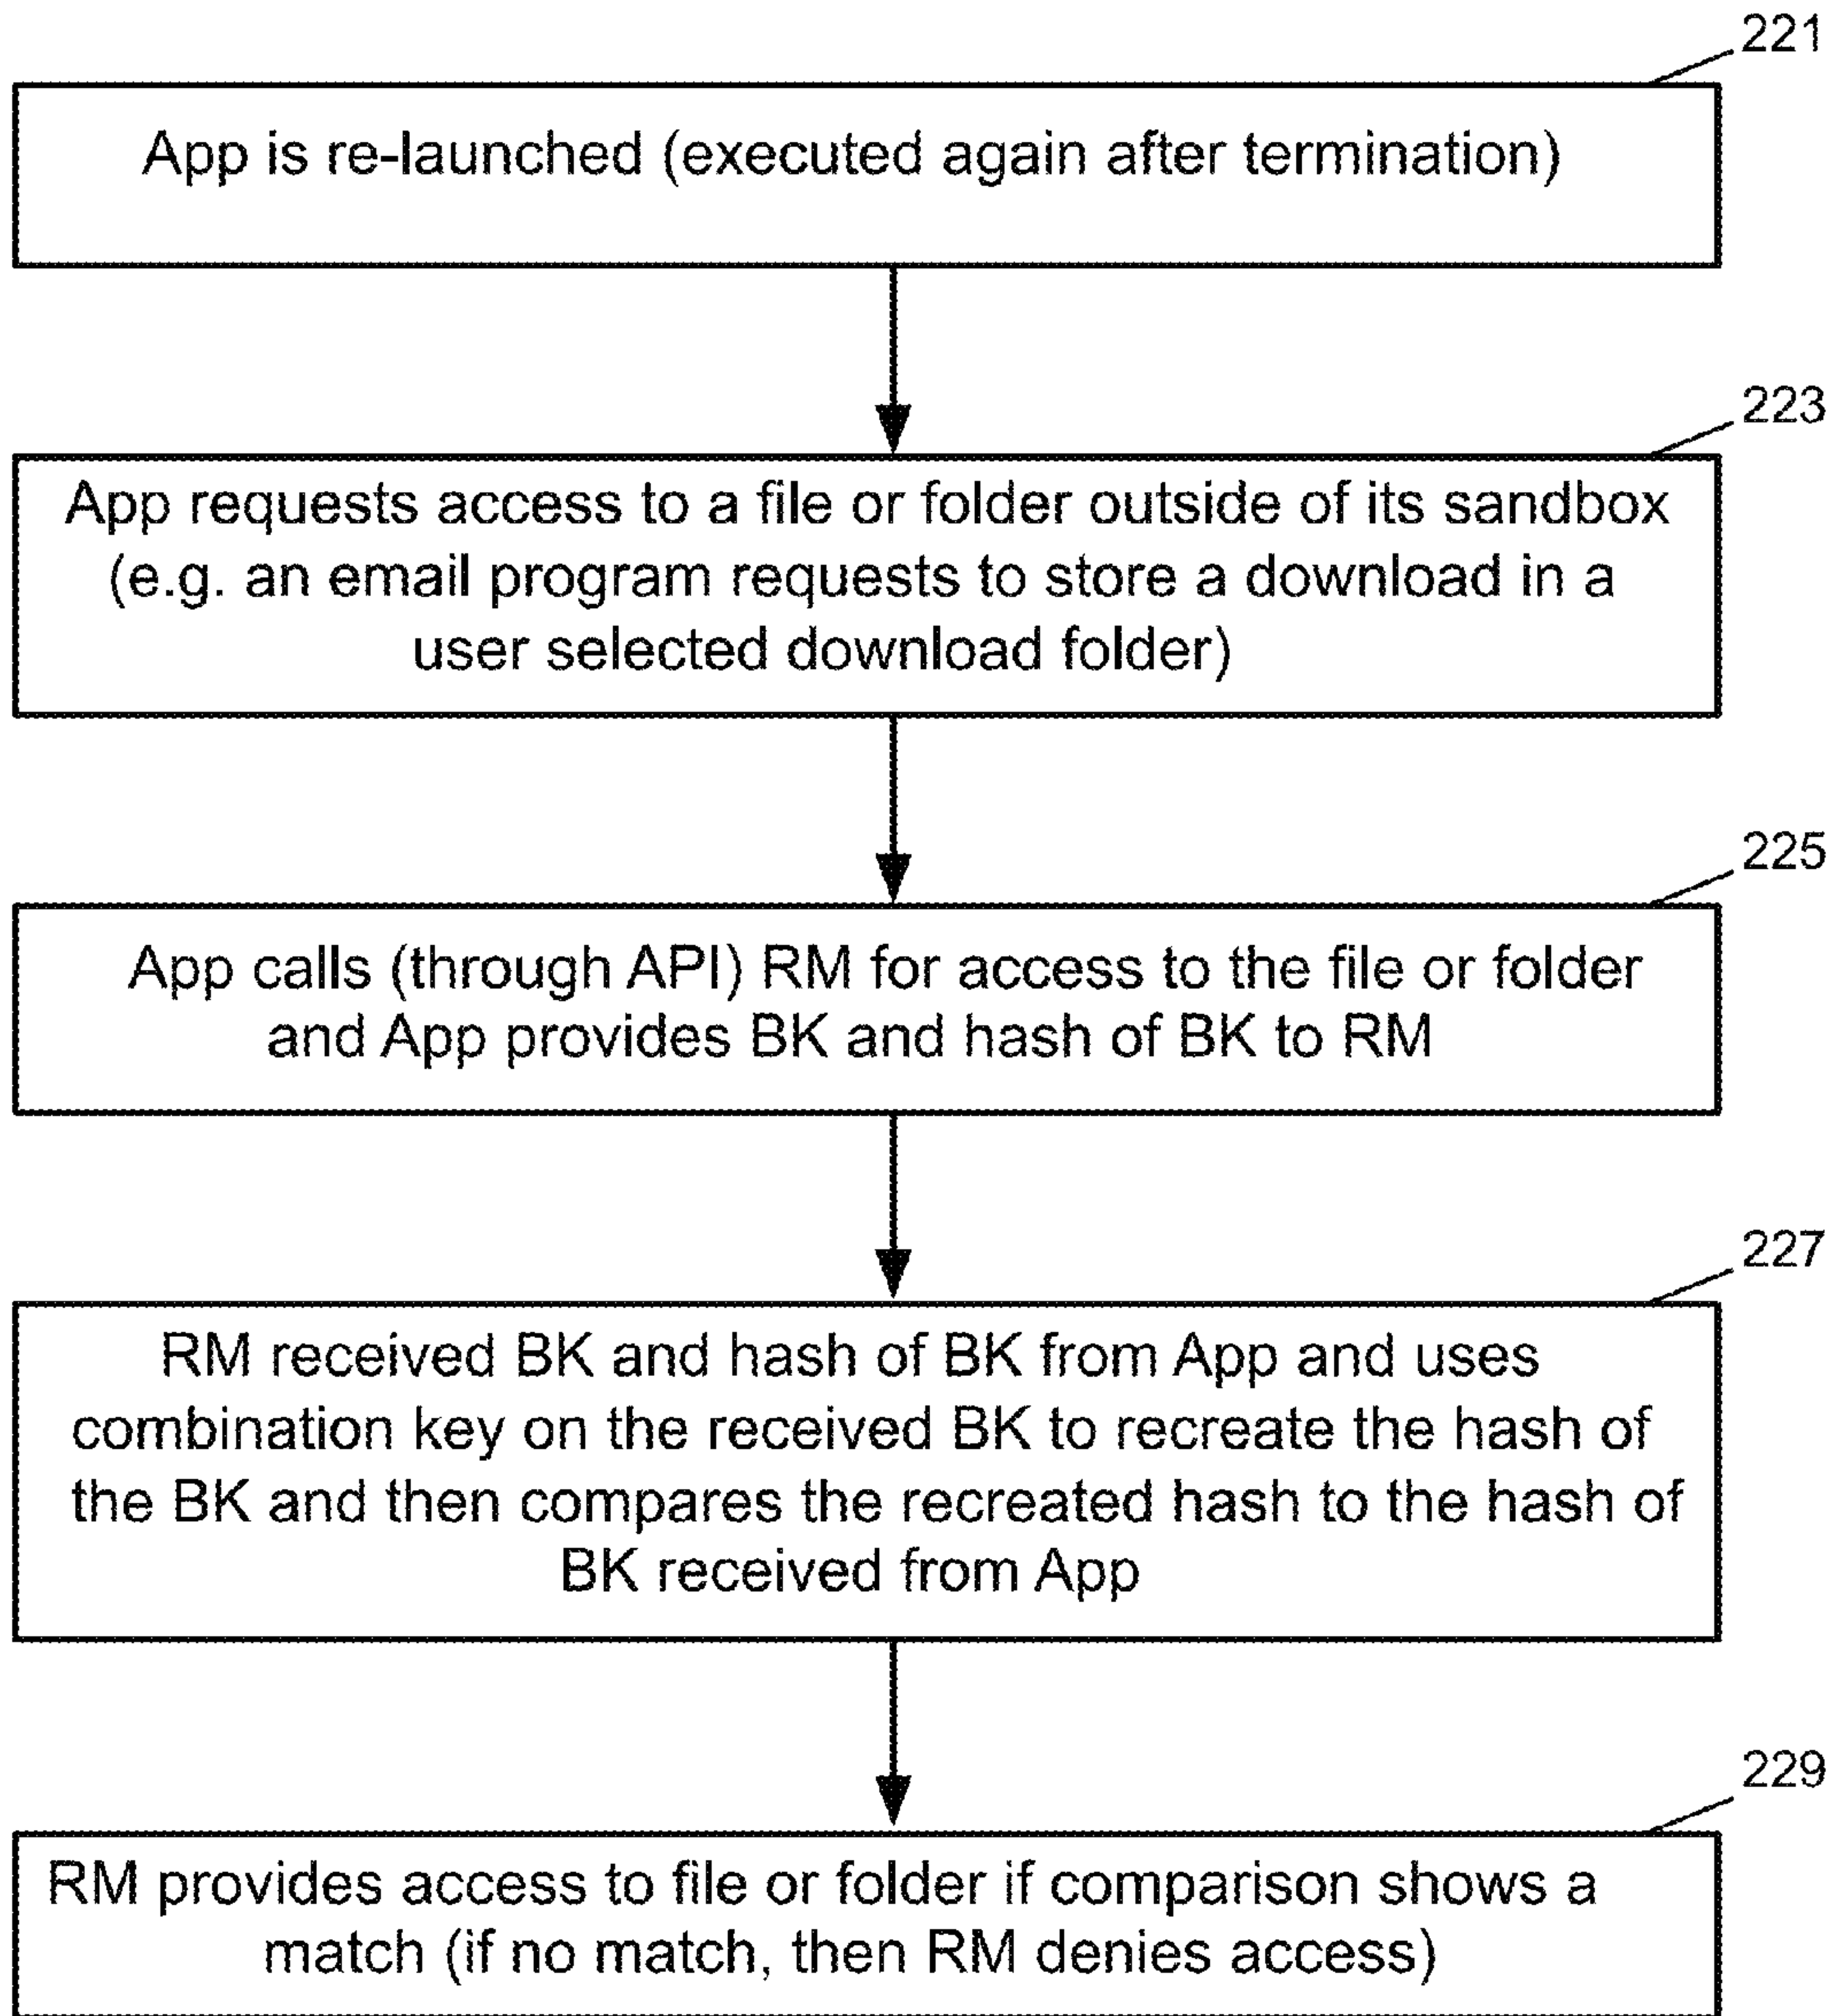 221
App is re-launched (executed again after termination)
223
App requests access to a file or folder outside of its sandbox
(e.g. an email program requests to store a download in a
user selected download folder)
225
App calls (through API) RM for access to the file or folder
and App provides BK and hash of BK to RM
227
RM received BK and hash of BK from App and uses
combination key on the received BK to recreate the hash of
the BK and then compares the recreated hash to the hash of
BK received from App
229
RM provides access to file or folder if comparison shows a
match (if no match, then RM denies access)